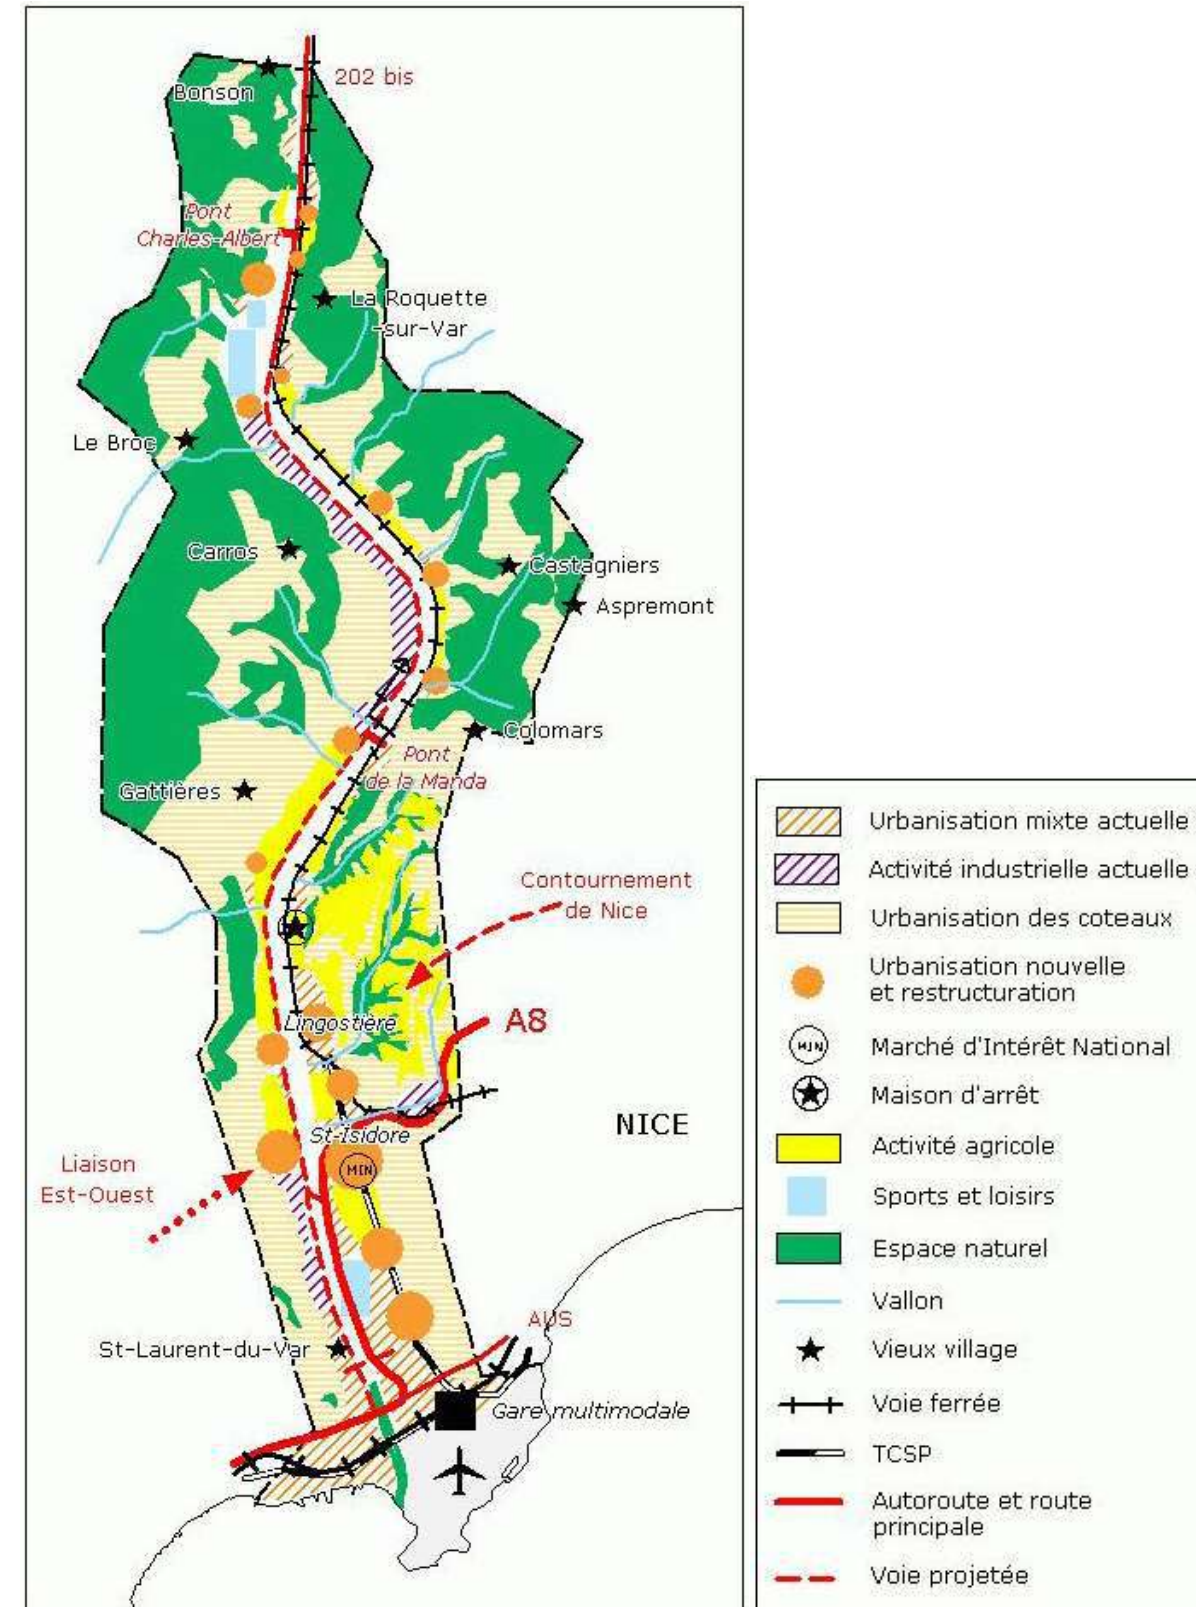 202 bis
Bonson
Pont
Charles-Albert
La Roquette
-sur-Var
Le Broc
Carros
Castagniers
Aspremont
Colomars
Pont
de la Manda
Gattières
Contournement
de Nice
Lingostière
A8
St-Isidore
NICE
MIN
Liaison
Est-Ouest
AUS
St-Laurent-du-Var
Gare multimodale
Urbanisation mixte actuelle
Activité industrielle actuelle
Urbanisation des coteaux
Urbanisation nouvelle
et restructuration
MIN
Marché d'Intérêt National
Maison d'arrêt
Activité agricole
Sports et loisirs
Espace naturel
Vallon
Vieux village
Voie ferrée
TCSP
Autoroute et route
principale
Voie projetée